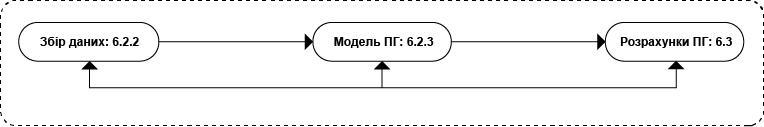 Збір даних: 6.2.2
Модель ПГ: 6.2.3
Розрахунки ПГ: 6.3